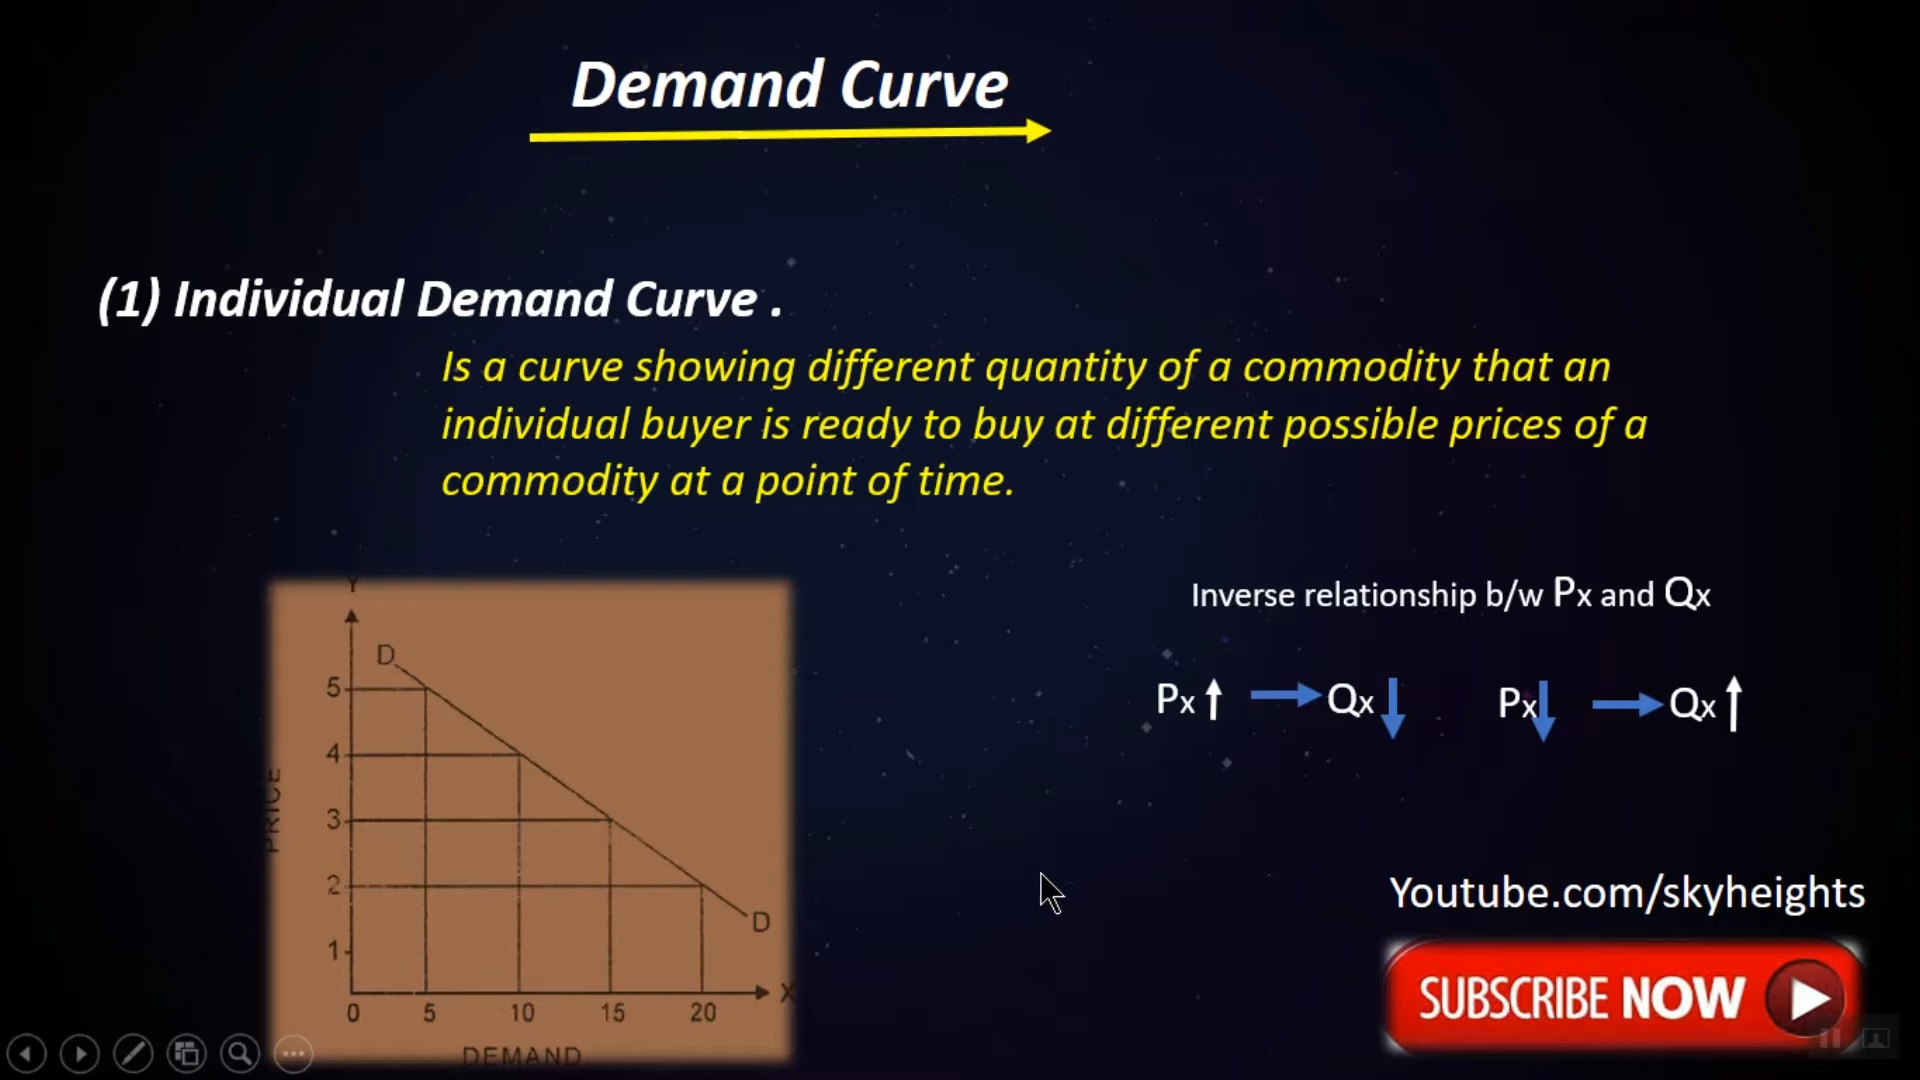 Demand Curve
(1) Individual Demand Curve .
Is a curve showing different quantity of a commodity that an
individual buyer is ready to buy at different possible prices of a
commodity at a point of time.
Y
D
5
4
3
2
1
PRICE
D
X
0 5 10 15 20
DEMAND
Inverse relationship b/w Px and Qx
Px Qx Px Qx
Youtube.com/skyheights
SUBSCRIBE NOW